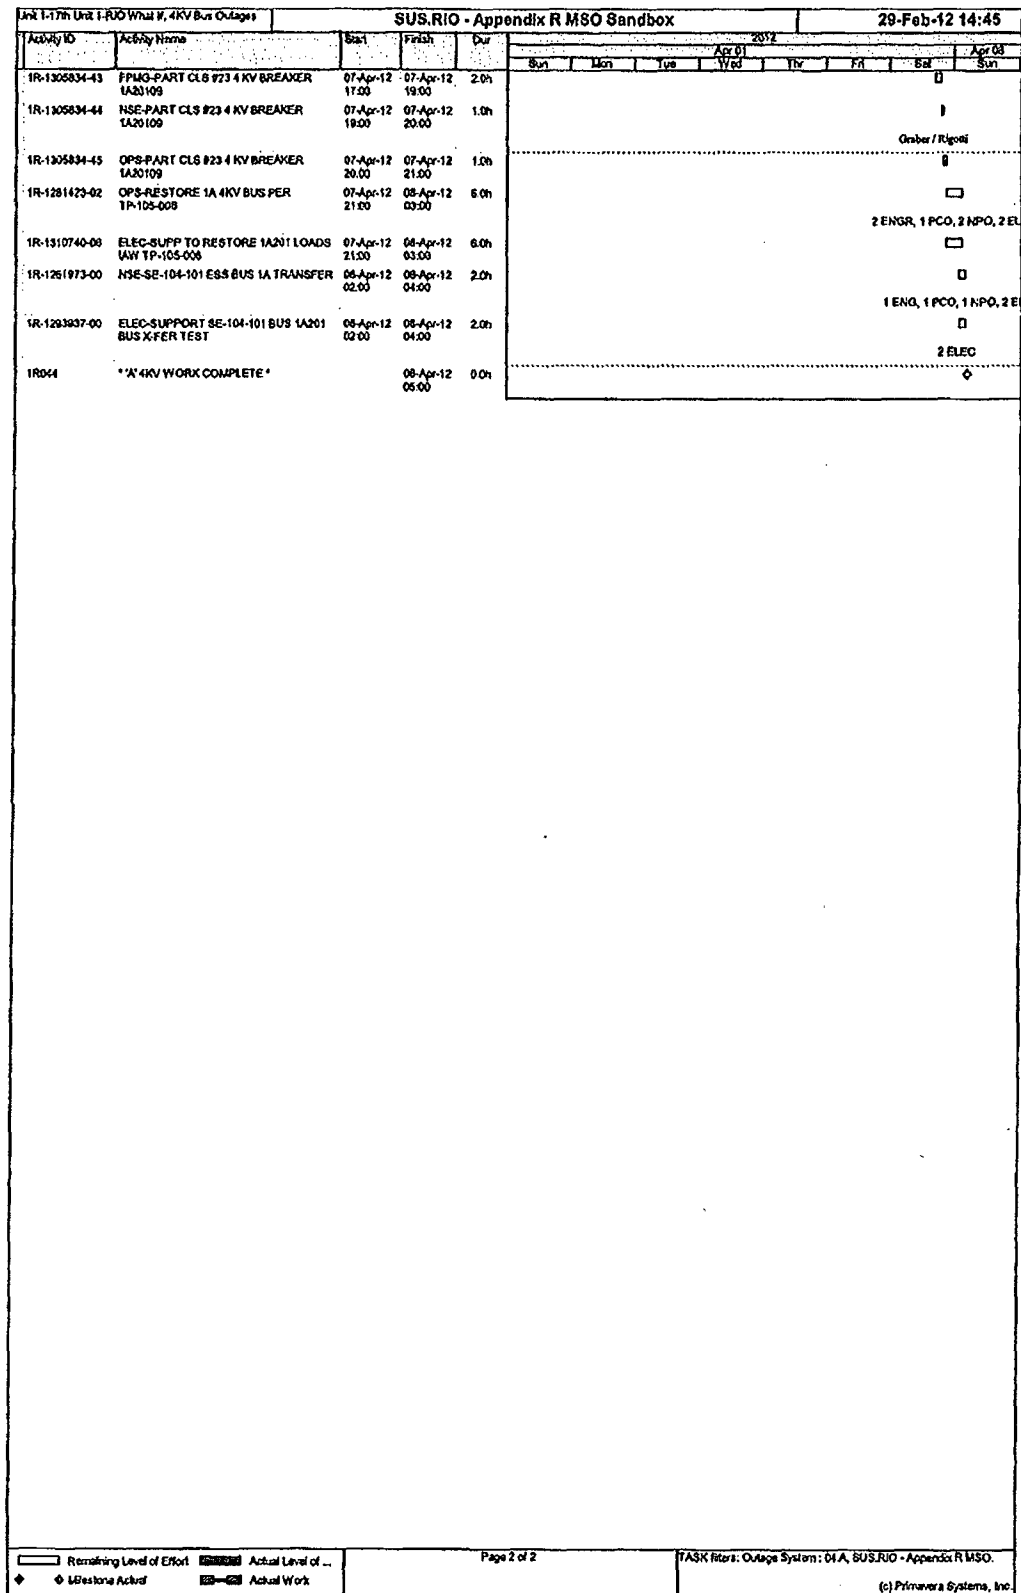 Unit 1-17th Unit 1-RIO What If, 4KV Bus Outages
SUS.RIO - Appendix R MSO Sandbox
29-Feb-12 14:45
Activity ID Activity Name Start Finish Dur
2012
Apr 01 Apr 08
Sun Mon Tue Wed Thr Fri Sat Sun
1R-1305834-43 FPMG-PART CLS #23 4 KV BREAKER 07-Apr-12 07-Apr-12 2.0h
1A20109 17:00 19:00
1R-1305834-44 NSE-PART CLS #23 4 KV BREAKER 07-Apr-12 07-Apr-12 1.0h
1A20109 19:00 20:00
Graber / Rigotti
1R-1305834-45 OPS-PART CLS #23 4 KV BREAKER 07-Apr-12 07-Apr-12 1.0h
1A20109 20:00 21:00
1R-1281423-02 OPS-RESTORE 1A 4KV BUS PER 07-Apr-12 08-Apr-12 6.0h
TP-105-008 21:00 03:00
2 ENGR, 1 PCO, 2 NPO, 2 EL
1R-1310740-08 ELEC-SUPP TO RESTORE 1A201 LOADS 07-Apr-12 08-Apr-12 6.0h
IAW TP-105-008 21:00 03:00
NSE-SE-104-101 ESS BUS 1A TRANSFER 08-Apr-12 08-Apr-12 2.0h
02:00 04:00
1 ENG, 1 PCO, 1 NPO, 2 El
1R-1293937-00 ELEC-SUPPORT SE-104-101 BUS 1A201 08-Apr-12 08-Apr-12 2.0h
BUS X-FER TEST 02:00 04:00
2 ELEC
1R044 * 'A' 4KV WORK COMPLETE * 08-Apr-12 0.0h
05:00
Remaining Level of Effort Actual Level of ...
Milestone Actual Actual Work
Page 2 of 2
TASK filters: Outage System : 04.A, SUS.RIO - Appendix R MSO.
(c) Primavera Systems, Inc.